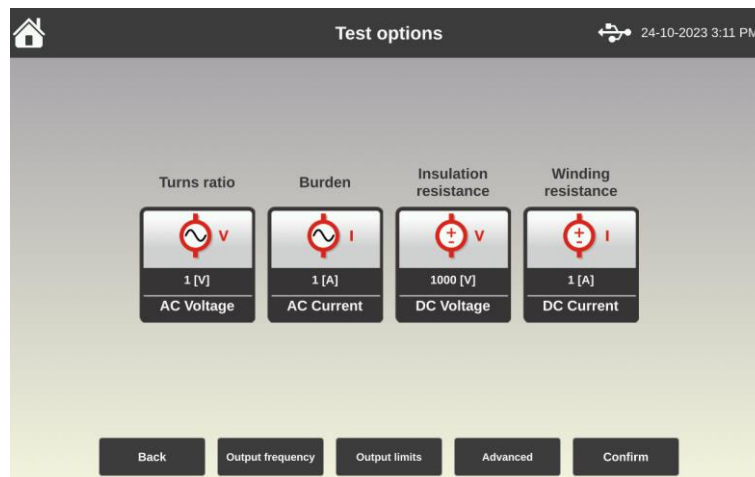 Test options
24-10-2023 3:11 PM
Turns ratio
Burden
Insulation
resistance
Winding
resistance
V
I
V
I
1 [V]
1 [A]
1000 [V]
1 [A]
AC Voltage
AC Current
DC Voltage
DC Current
Back
Output frequency
Output limits
Advanced
Confirm